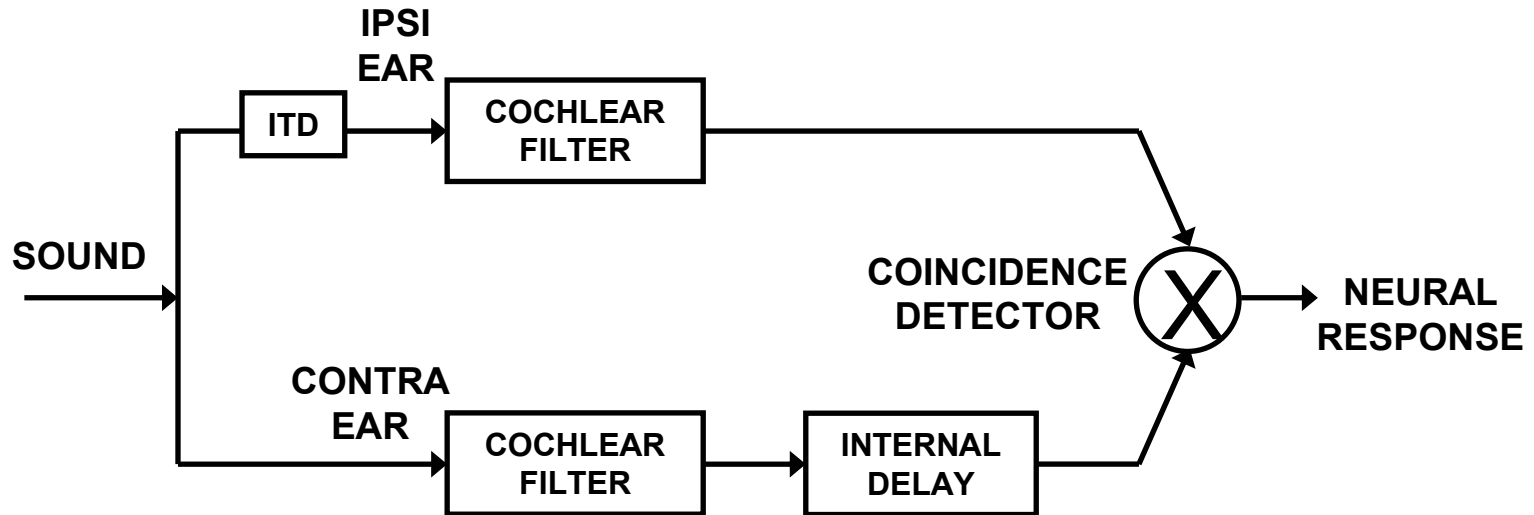 IPSI
EAR
ITD
COCHLEAR
FILTER
SOUND
COINCIDENCE
DETECTOR
X
NEURAL
RESPONSE
CONTRA
EAR
COCHLEAR
FILTER
INTERNAL
DELAY